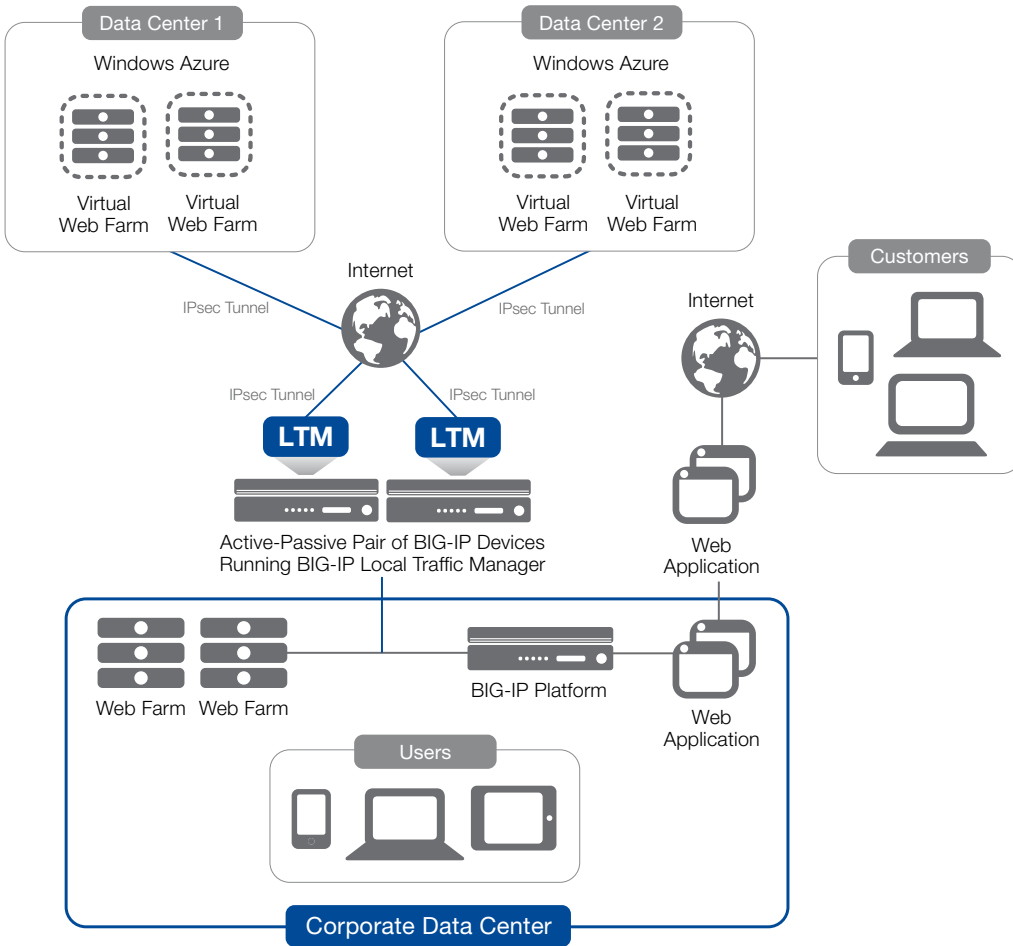 Data Center 1
Windows Azure
Virtual
Web Farm
Virtual
Web Farm
Data Center 2
Windows Azure
Virtual
Web Farm
Virtual
Web Farm
Internet
IPsec Tunnel
IPsec Tunnel
IPsec Tunnel
IPsec Tunnel
LTM
LTM
Active-Passive Pair of BIG-IP Devices
Running BIG-IP Local Traffic Manager
Customers
Internet
Web
Application
Web Farm
Web Farm
BIG-IP Platform
Web
Application
Users
Corporate Data Center